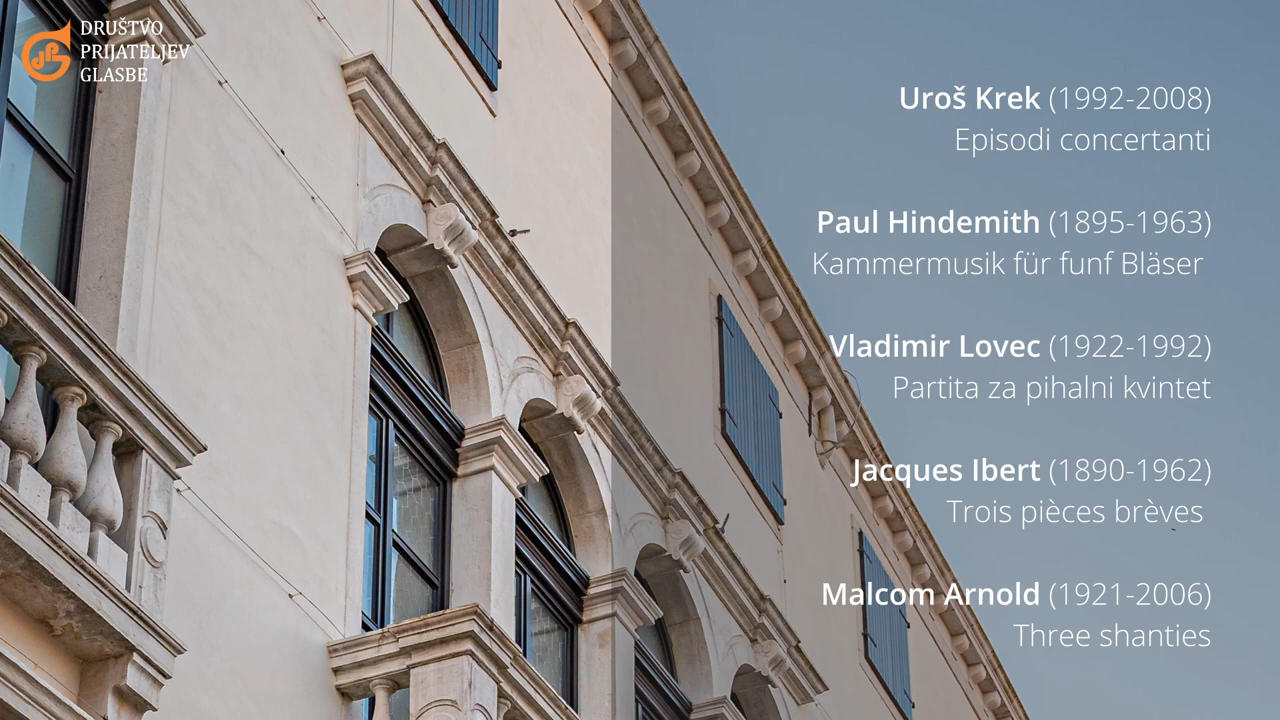 DRUŠTVO
PRIJATELJEV
GLASBE
Uroš Krek (1992-2008)
Episodi concertanti
Paul Hindemith (1895-1963)
Kammermusik für funf Bläser
Vladimir Lovec (1922-1992)
Partita za pihalni kvintet
Jacques Ibert (1890-1962)
Trois pièces brèves
Malcom Arnold (1921-2006)
Three shanties